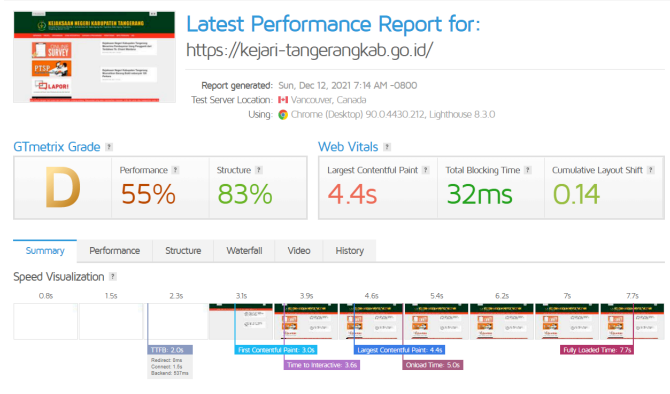 KEJAKSAAN NEGERI KABUPATEN TANGERANG
Latest Performance Report for:
https://kejari-tangerangkab.go.id/
ONLINE
SURVEY
PTSP
LAPOR!
Report generated: Sun, Dec 12, 2021 7:14 AM -0800
Test Server Location: Vancouver, Canada
Using: Chrome (Desktop) 90.0.4430.212, Lighthouse 8.3.0
GTmetrix Grade ?
Web Vitals ?
D
Performance ?
55%
Structure ?
83%
Largest Contentful Paint ?
4.4s
Total Blocking Time ?
32ms
Cumulative Layout Shift ?
0.14
Summary Performance Structure Waterfall Video History
Speed Visualization ?
0.8s 1.5s 2.3s 3.1s 3.9s 4.6s 5.4s 6.2s 7s 7.7s
TTFB: 2.0s
Redirect: 0ms
Connect: 1.5s
Backend: 537ms
First Contentful Paint: 3.0s
Largest Contentful Paint: 4.4s
Fully Loaded Time: 7.7s
Time to Interactive: 3.6s
Onload Time: 5.0s